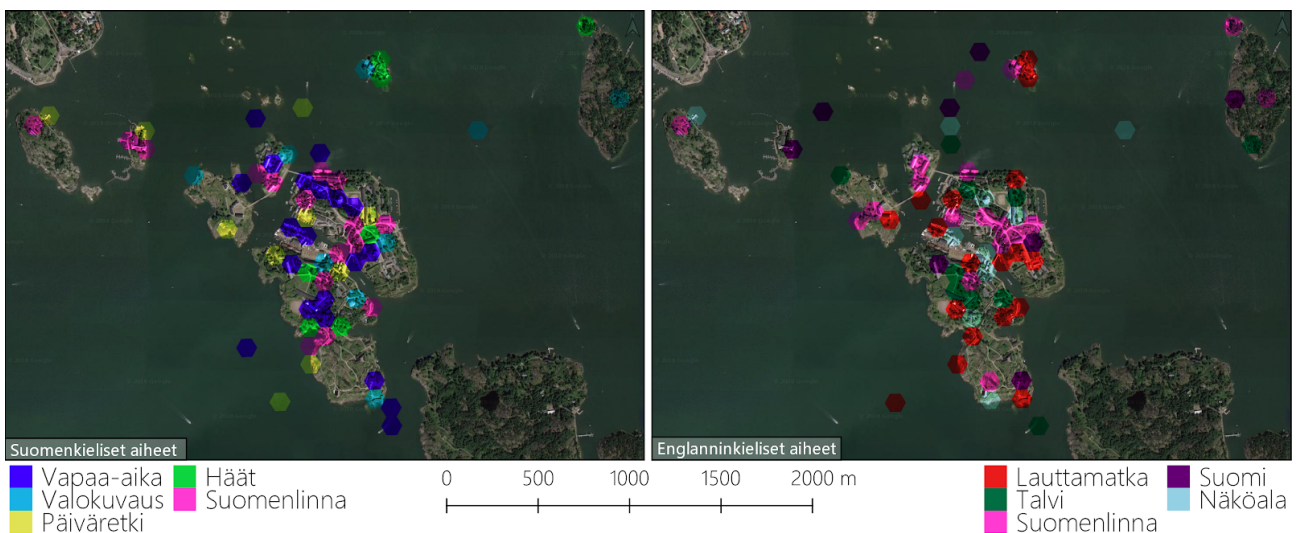 Suomenkieliset aiheet
Englanninkieliset aiheet
Vapaa-aika
Valokuvaus
Päiväretki
Häät
Suomenlinna
0 500 1000 1500 2000 m
Lauttamatka
Talvi
Suomenlinna
Suomi
Näköala